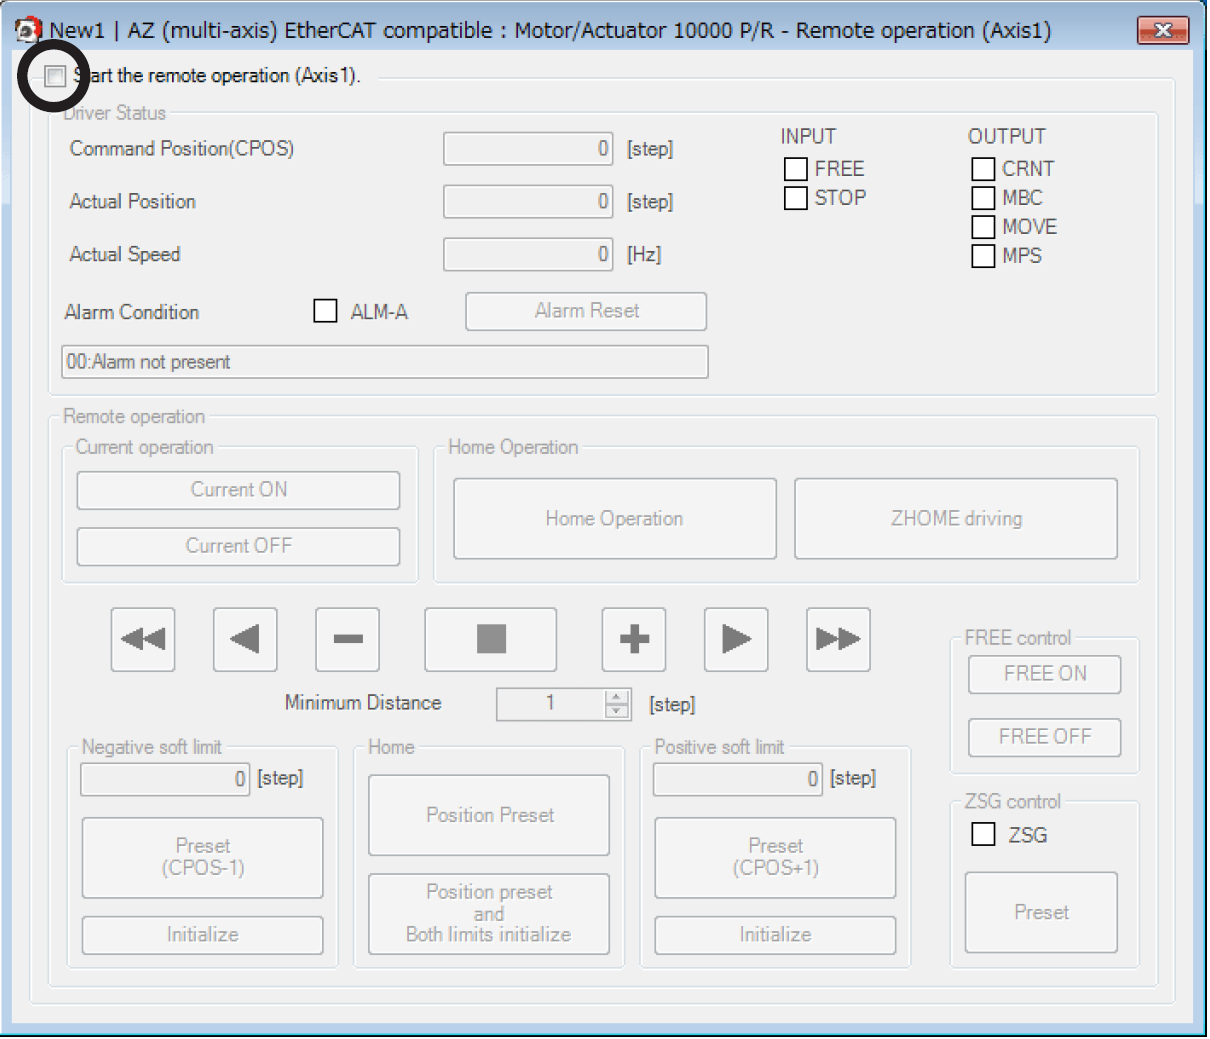 New1 | AZ (multi-axis) EtherCAT compatible : Motor/Actuator 10000 P/R - Remote operation (Axis1)
Start the remote operation (Axis1).
Driver Status
Command Position(CPOS) 0 [step]
Actual Position 0 [step]
Actual Speed 0 [Hz]
INPUT
FREE
STOP
OUTPUT
CRNT
MBC
MOVE
MPS
Alarm Condition ALM-A Alarm Reset
00:Alarm not present
Remote operation
Current operation
Current ON
Current OFF
Home Operation
Home Operation ZHOME driving
Minimum Distance 1 [step]
FREE control
FREE ON
FREE OFF
Negative soft limit
0 [step]
Preset
(CPOS-1)
Initialize
Home
Position Preset
Position preset
and
Both limits initialize
Positive soft limit
0 [step]
Preset
(CPOS+1)
Initialize
ZSG control
ZSG
Preset